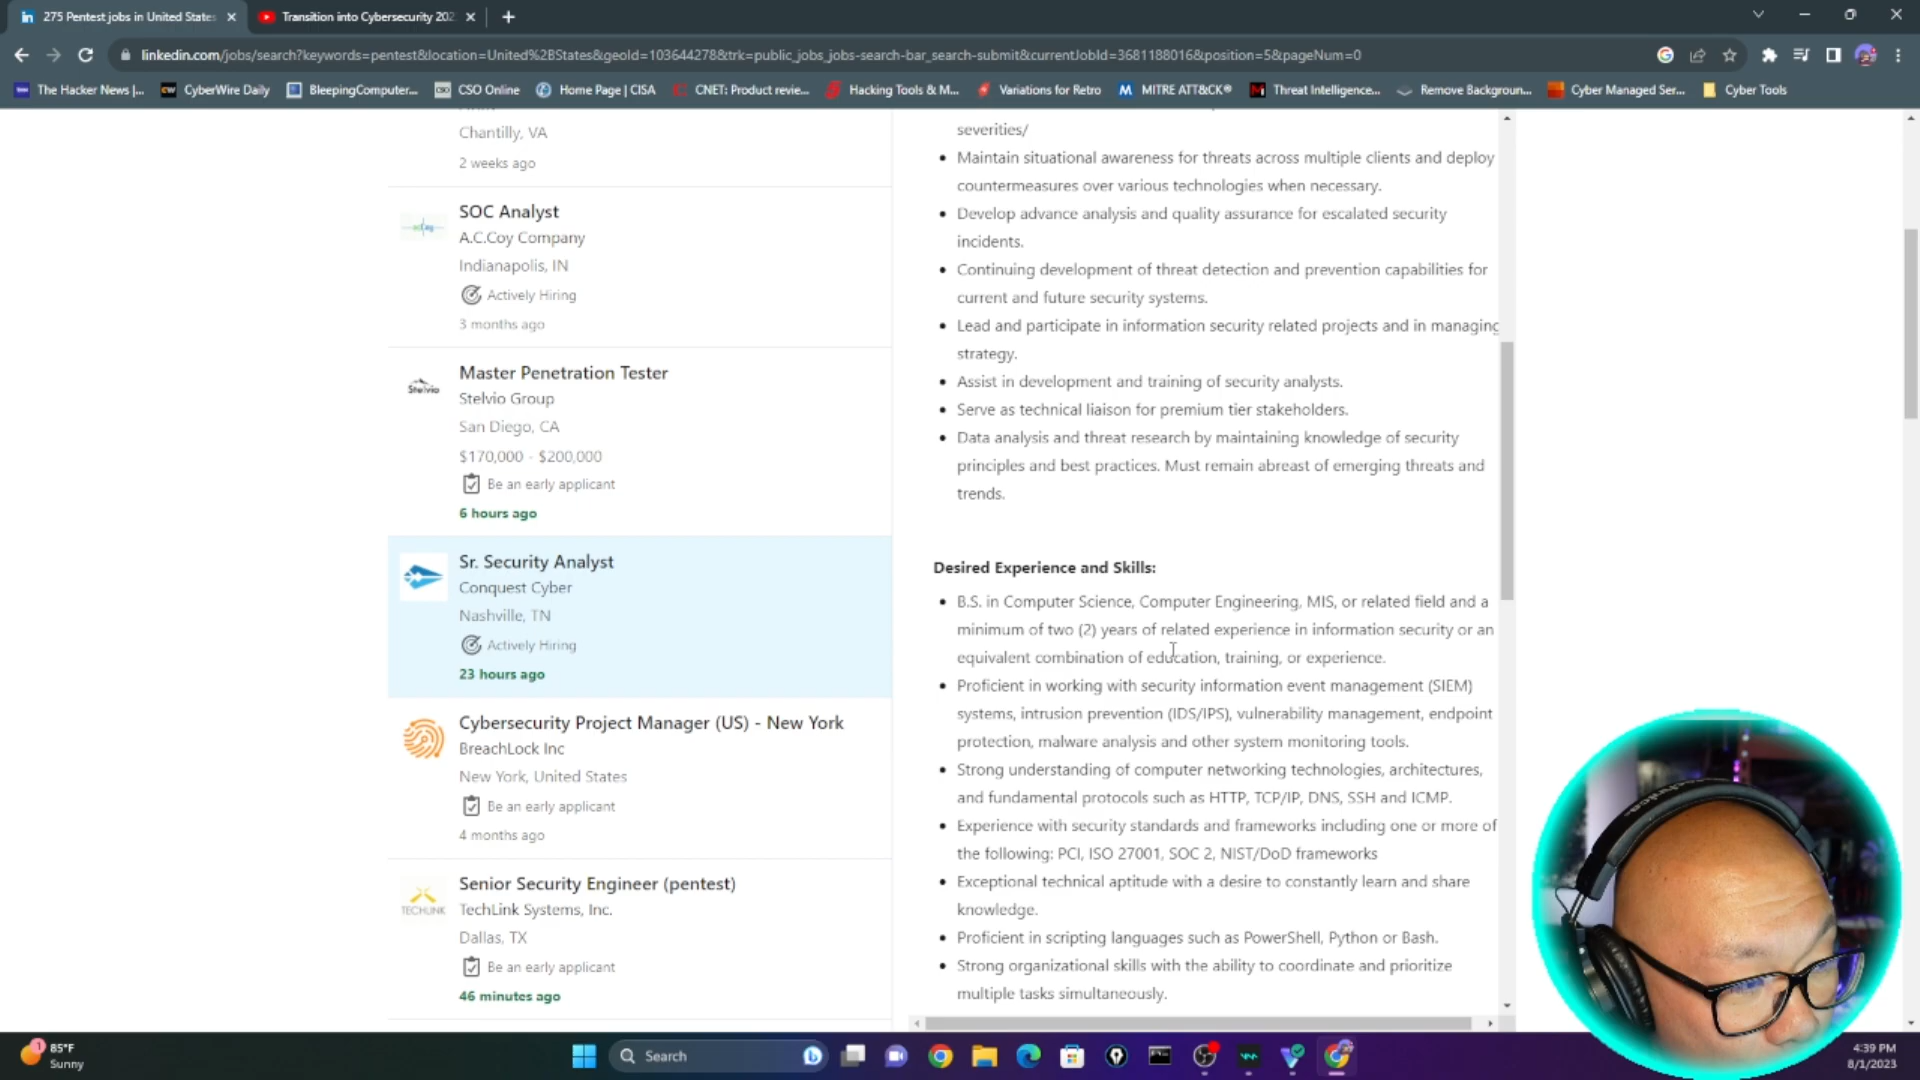 275 Pentest jobs in United States
Transition into Cybersecurity 202
linkedin.com/jobs/search?keywords=pentest&location=United%2BStates&geoId=103644278&trk=public_jobs_jobs-search-bar_search-submit&currentJobId=3681188016&position=5&pageNum=0
The Hacker News |...
CyberWire Daily
BleepingComputer...
CSO Online
Home Page | CISA
CNET: Product revie...
Hacking Tools & M...
Variations for Retro
MITRE ATT&CK®
Threat Intelligence...
Remove Backgroun...
Cyber Managed Ser...
Cyber Tools
Chantilly, VA
2 weeks ago
SOC Analyst
A.C.Coy Company
Indianapolis, IN
Actively Hiring
3 months ago
Stelvio
Master Penetration Tester
Stelvio Group
San Diego, CA
$170,000 - $200,000
Be an early applicant
6 hours ago
Sr. Security Analyst
Conquest Cyber
Nashville, TN
Actively Hiring
23 hours ago
Cybersecurity Project Manager (US) - New York
BreachLock Inc
New York, United States
Be an early applicant
4 months ago
TECHLINK
Senior Security Engineer (pentest)
TechLink Systems, Inc.
Dallas, TX
Be an early applicant
46 minutes ago
severities/
• Maintain situational awareness for threats across multiple clients and deploy
countermeasures over various technologies when necessary.
• Develop advance analysis and quality assurance for escalated security
incidents.
• Continuing development of threat detection and prevention capabilities for
current and future security systems.
• Lead and participate in information security related projects and in managing
strategy.
• Assist in development and training of security analysts.
• Serve as technical liaison for premium tier stakeholders.
• Data analysis and threat research by maintaining knowledge of security
principles and best practices. Must remain abreast of emerging threats and
trends.
Desired Experience and Skills:
• B.S. in Computer Science, Computer Engineering, MIS, or related field and a
minimum of two (2) years of related experience in information security or an
equivalent combination of education, training, or experience.
• Proficient in working with security information event management (SIEM)
systems, intrusion prevention (IDS/IPS), vulnerability management, endpoint
protection, malware analysis and other system monitoring tools.
• Strong understanding of computer networking technologies, architectures,
and fundamental protocols such as HTTP, TCP/IP, DNS, SSH and ICMP.
• Experience with security standards and frameworks including one or more of
the following: PCI, ISO 27001, SOC 2, NIST/DoD frameworks
• Exceptional technical aptitude with a desire to constantly learn and share
knowledge.
• Proficient in scripting languages such as PowerShell, Python or Bash.
• Strong organizational skills with the ability to coordinate and prioritize
multiple tasks simultaneously.
85°F
Sunny
Search
4:39 PM
8/1/2023